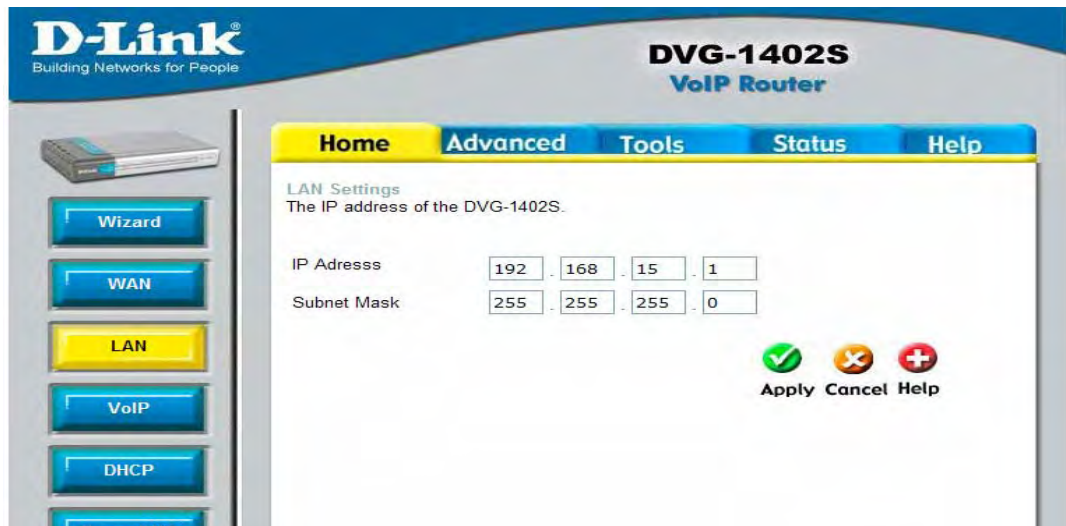 D-Link®
Building Networks for People
DVG-1402S
VoIP Router
Home Advanced Tools Status Help
LAN Settings
The IP address of the DVG-1402S.
IP Adresss 192 . 168 . 15 . 1
Subnet Mask 255 . 255 . 255 . 0
Apply Cancel Help
Wizard
WAN
LAN
VoIP
DHCP